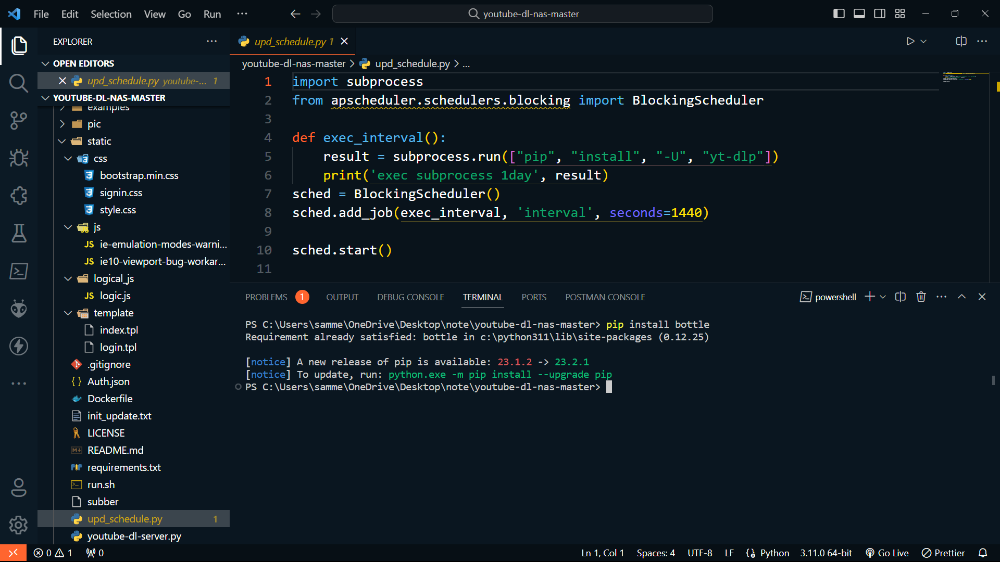 File Edit Selection View Go Run ··· youtube-dl-nas-master
EXPLORER ···
OPEN EDITORS
upd_schedule.py youtube-... 1
YOUTUBE-DL-NAS-MASTER
examples
pic
static
css
bootstrap.min.css
signin.css
style.css
js
JS ie-emulation-modes-warni...
JS ie10-viewport-bug-workar...
logical_js
JS logic.js
template
index.tpl
login.tpl
.gitignore
{} Auth.json
Dockerfile
init_update.txt
LICENSE
README.md
requirements.txt
run.sh
subber
upd_schedule.py 1
youtube-dl-server.py
upd_schedule.py 1
youtube-dl-nas-master > upd_schedule.py > ...
1 import subprocess
2 from apscheduler.schedulers.blocking import BlockingScheduler
3
4 def exec_interval():
5     result = subprocess.run(["pip", "install", "-U", "yt-dlp"])
6     print('exec subprocess 1day', result)
7 sched = BlockingScheduler()
8 sched.add_job(exec_interval, 'interval', seconds=1440)
9
10 sched.start()
11
PROBLEMS 1 OUTPUT DEBUG CONSOLE TERMINAL PORTS POSTMAN CONSOLE powershell
PS C:\Users\samme\OneDrive\Desktop\note\youtube-dl-nas-master> pip install bottle
Requirement already satisfied: bottle in c:\python311\lib\site-packages (0.12.25)
[notice] A new release of pip is available: 23.1.2 -> 23.2.1
[notice] To update, run: python.exe -m pip install --upgrade pip
PS C:\Users\samme\OneDrive\Desktop\note\youtube-dl-nas-master>
0 1 0 Ln 1, Col 1 Spaces: 4 UTF-8 LF Python 3.11.0 64-bit Go Live Prettier